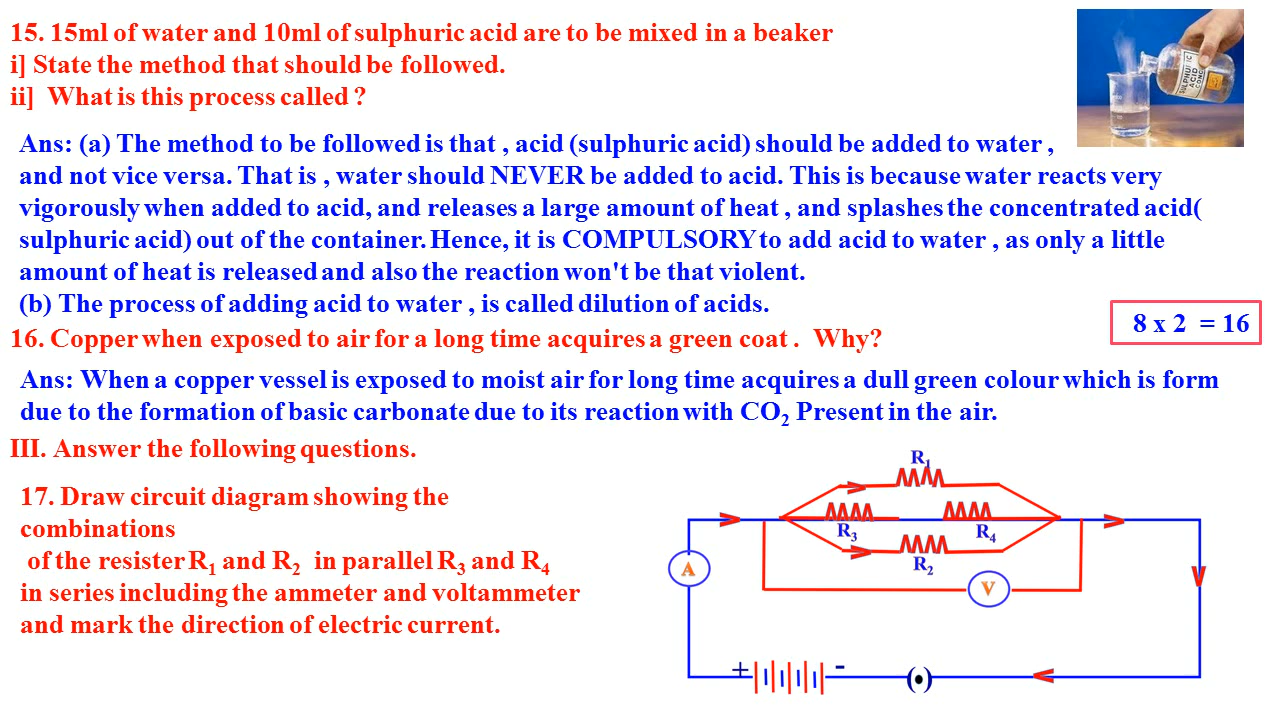 15. 15ml of water and 10ml of sulphuric acid are to be mixed in a beaker
i] State the method that should be followed.
ii] What is this process called ?
SULPHURIC
ACID
CONC
Ans: (a) The method to be followed is that , acid (sulphuric acid) should be added to water ,
and not vice versa. That is , water should NEVER be added to acid. This is because water reacts very
vigorously when added to acid, and releases a large amount of heat , and splashes the concentrated acid(
sulphuric acid) out of the container. Hence, it is COMPULSORY to add acid to water , as only a little
amount of heat is released and also the reaction won't be that violent.
(b) The process of adding acid to water , is called dilution of acids.
8 x 2 = 16
16. Copper when exposed to air for a long time acquires a green coat . Why?
Ans: When a copper vessel is exposed to moist air for long time acquires a dull green colour which is form
due to the formation of basic carbonate due to its reaction with CO₂ Present in the air.
III. Answer the following questions.
17. Draw circuit diagram showing the
combinations
of the resister R₁ and R₂ in parallel R₃ and R₄
in series including the ammeter and voltammeter
and mark the direction of electric current.
R₁
R₃
R₄
R₂
A
V
+
-
(•)